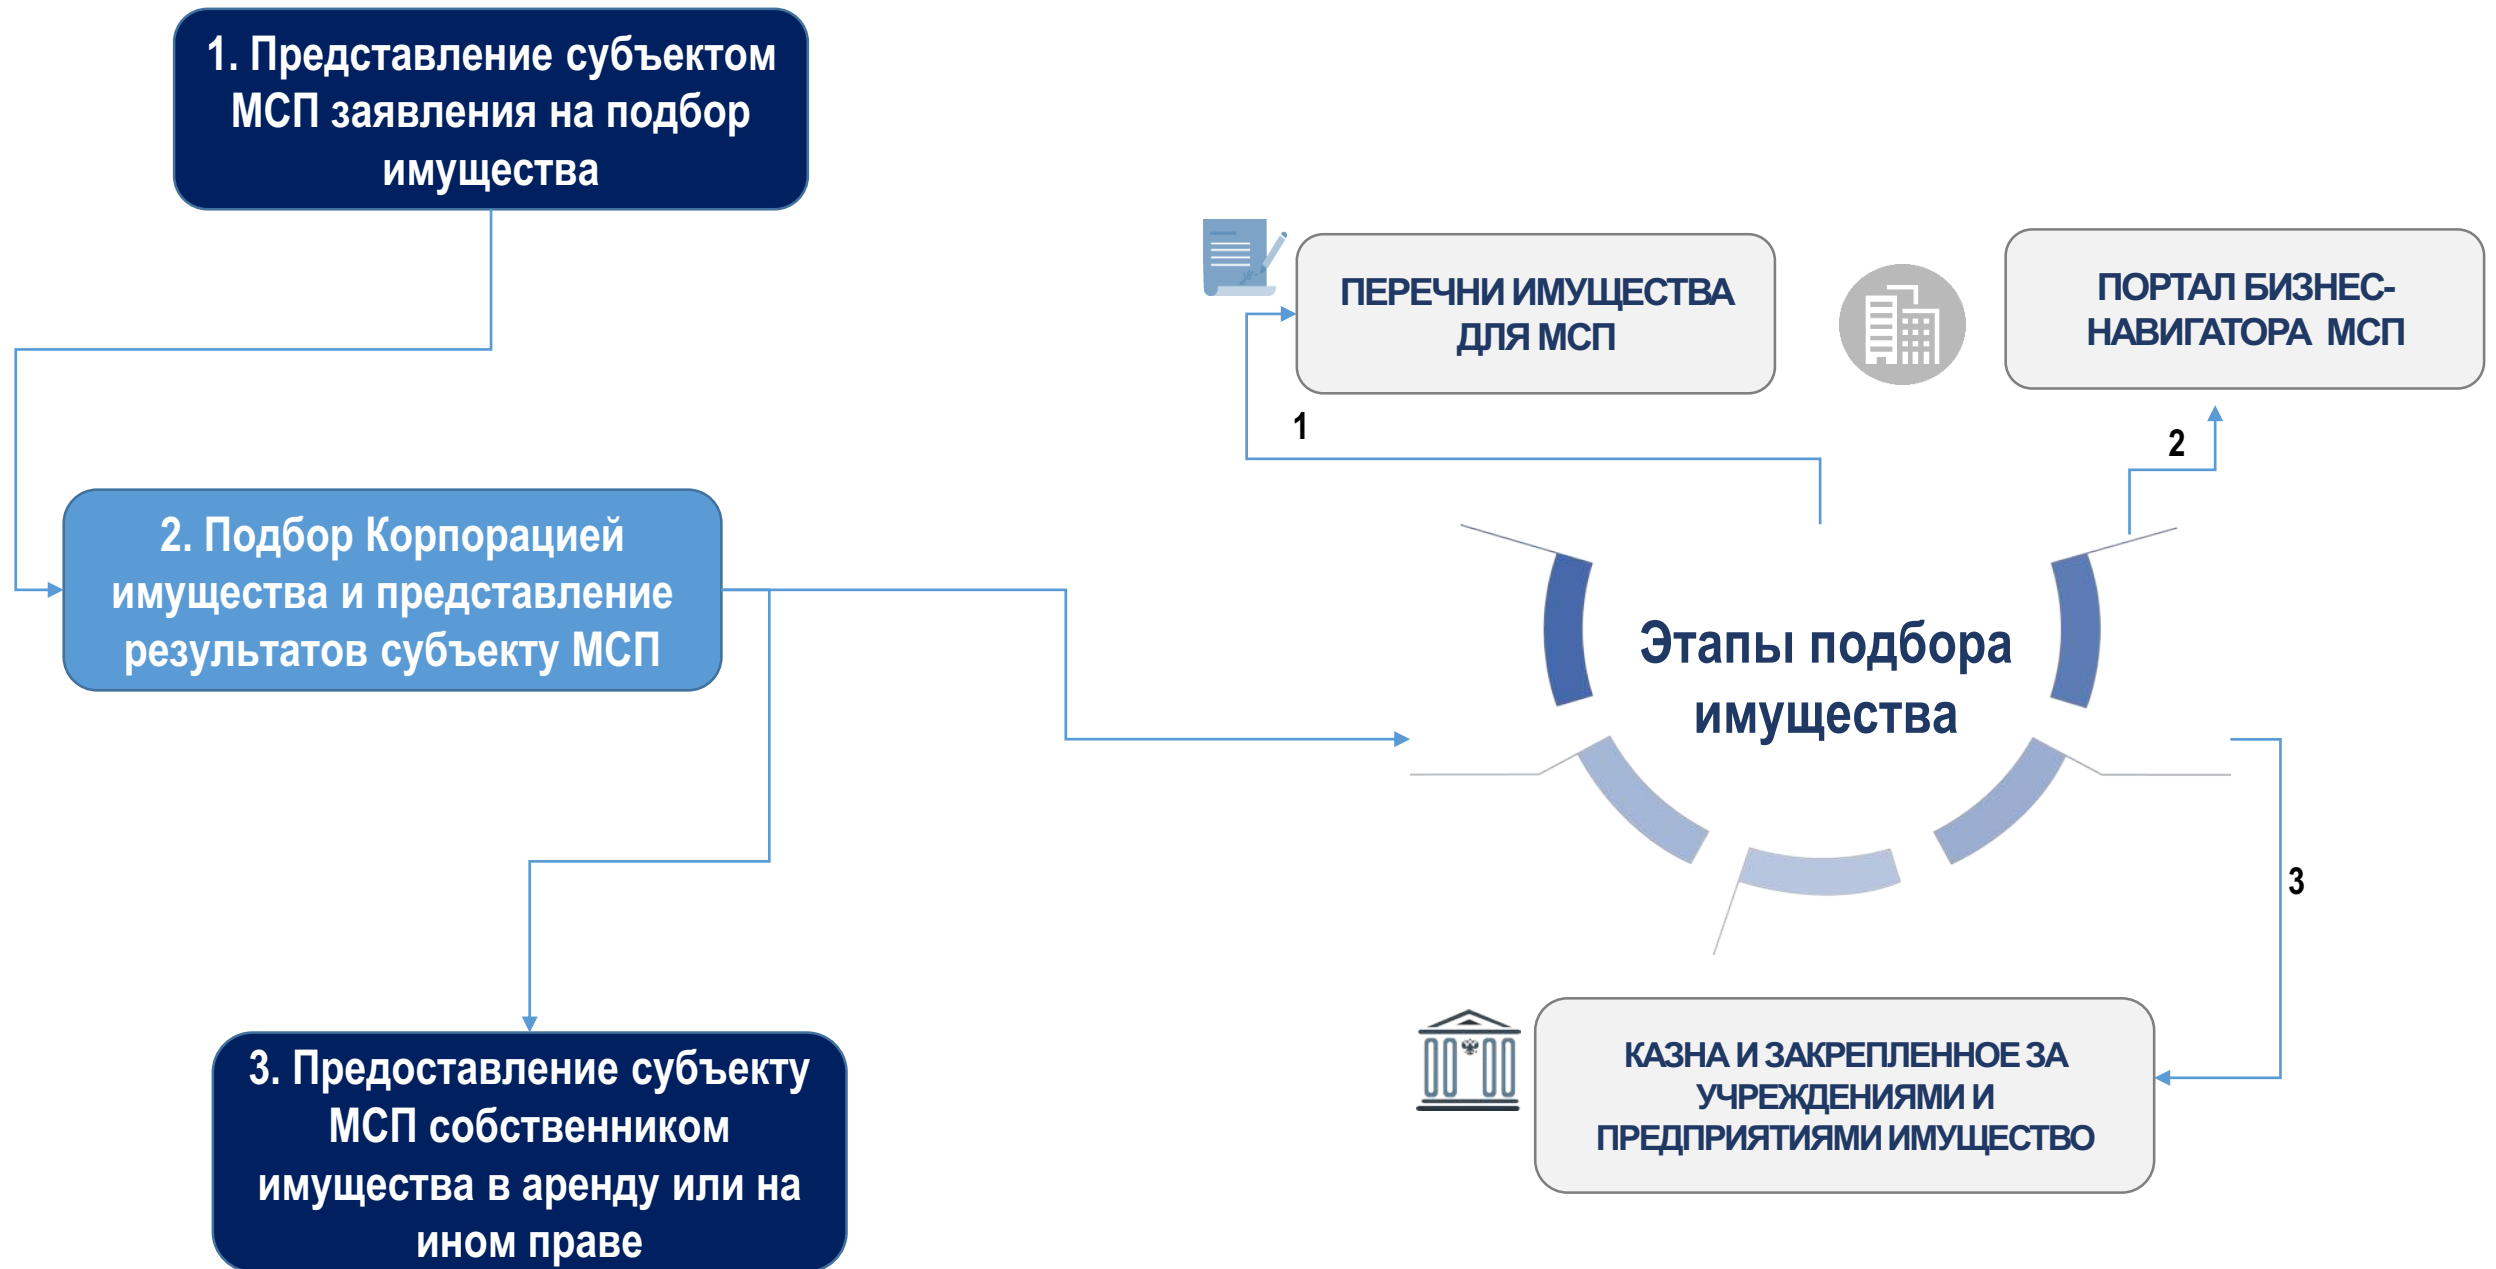 1. Представление субъектом
МСП заявления на подбор
имущества
2. Подбор Корпорацией
имущества и представление
результатов субъекту МСП
3. Предоставление субъекту
МСП собственником
имущества в аренду или на
ином праве
ПЕРЕЧНИ ИМУЩЕСТВА
ДЛЯ МСП
ПОРТАЛ БИЗНЕС-
НАВИГАТОРА МСП
1
2
Этапы подбора
имущества
3
КАЗНА И ЗАКРЕПЛЕННОЕ ЗА
УЧРЕЖДЕНИЯМИ И
ПРЕДПРИЯТИЯМИ ИМУЩЕСТВО